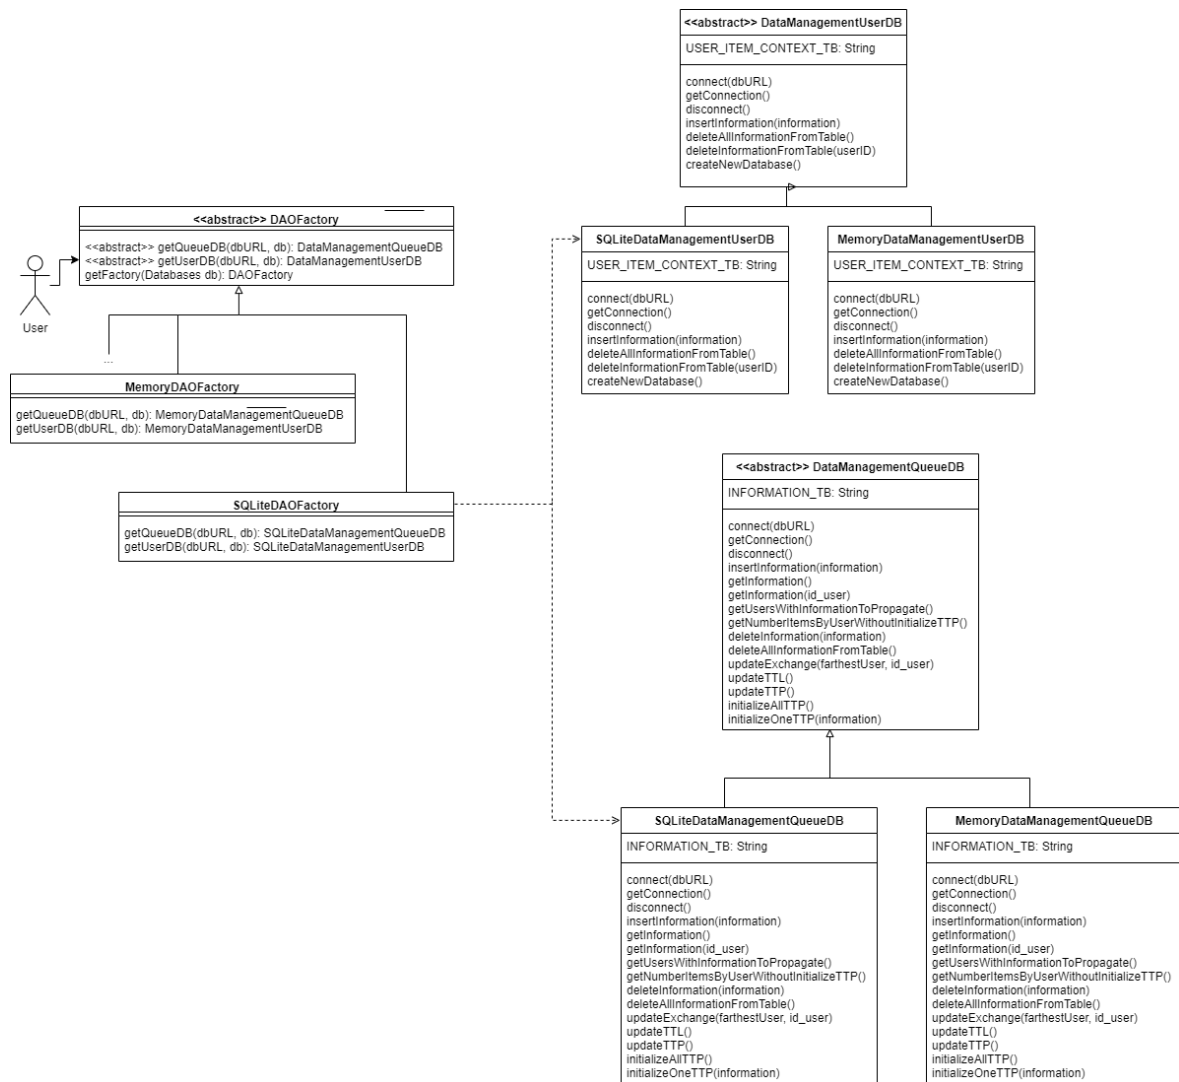 <<abstract>> DataManagementUserDB
USER_ITEM_CONTEXT_TB: String
connect(dbURL)
getConnection()
disconnect()
insertInformation(information)
deleteAllInformationFromTable()
deleteInformationFromTable(userID)
createNewDatabase()
<<abstract>> DAOFactory
<<abstract>> getQueueDB(dbURL, db): DataManagementQueueDB
<<abstract>> getUserDB(dbURL, db): DataManagementUserDB
getFactory(Databases db): DAOFactory
User
...
MemoryDAOFactory
getQueueDB(dbURL, db): MemoryDataManagementQueueDB
getUserDB(dbURL, db): MemoryDataManagementUserDB
SQLiteDAOFactory
getQueueDB(dbURL, db): SQLiteDataManagementQueueDB
getUserDB(dbURL, db): SQLiteDataManagementUserDB
SQLiteDataManagementUserDB
USER_ITEM_CONTEXT_TB: String
connect(dbURL)
getConnection()
disconnect()
insertInformation(information)
deleteAllInformationFromTable()
deleteInformationFromTable(userID)
createNewDatabase()
MemoryDataManagementUserDB
USER_ITEM_CONTEXT_TB: String
connect(dbURL)
getConnection()
disconnect()
insertInformation(information)
deleteAllInformationFromTable()
deleteInformationFromTable(userID)
createNewDatabase()
<<abstract>> DataManagementQueueDB
INFORMATION_TB: String
connect(dbURL)
getConnection()
disconnect()
insertInformation(information)
getInformation()
getInformation(id_user)
getUsersWithInformationToPropagate()
getNumberItemsByUserWithoutInitializeTTP()
deleteInformation(information)
deleteAllInformationFromTable()
updateExchange(farthestUser, id_user)
updateTTL()
updateTTP()
initializeAllTTP()
initializeOneTTP(information)
SQLiteDataManagementQueueDB
INFORMATION_TB: String
connect(dbURL)
getConnection()
disconnect()
insertInformation(information)
getInformation()
getInformation(id_user)
getUsersWithInformationToPropagate()
getNumberItemsByUserWithoutInitializeTTP()
deleteInformation(information)
deleteAllInformationFromTable()
updateExchange(farthestUser, id_user)
updateTTL()
updateTTP()
initializeAllTTP()
initializeOneTTP(information)
MemoryDataManagementQueueDB
INFORMATION_TB: String
connect(dbURL)
getConnection()
disconnect()
insertInformation(information)
getInformation()
getInformation(id_user)
getUsersWithInformationToPropagate()
getNumberItemsByUserWithoutInitializeTTP()
deleteInformation(information)
deleteAllInformationFromTable()
updateExchange(farthestUser, id_user)
updateTTL()
updateTTP()
initializeAllTTP()
initializeOneTTP(information)